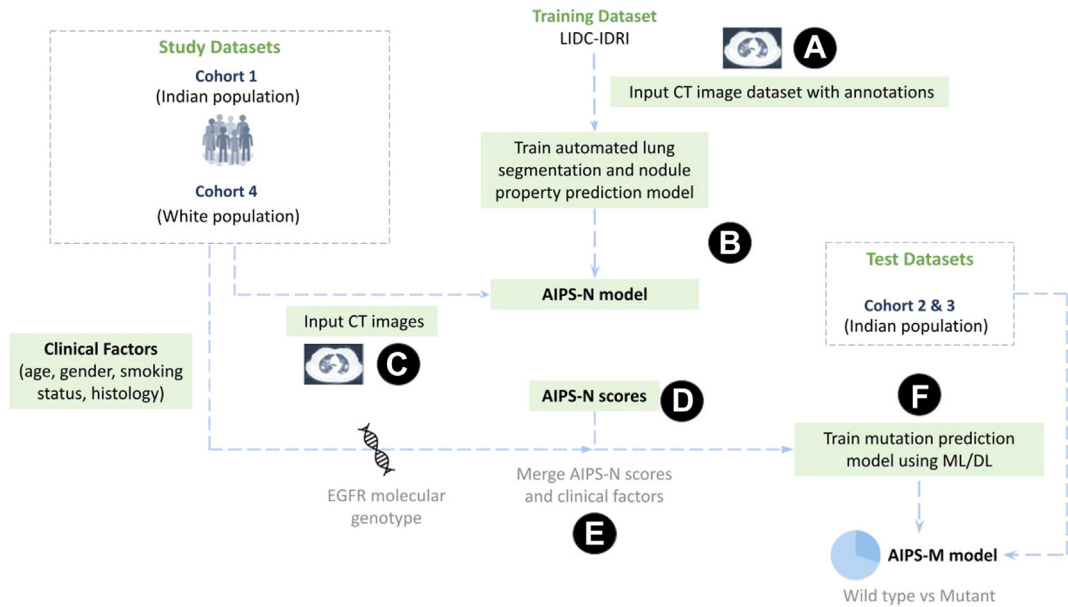 Training Dataset
LIDC-IDRI
A
Input CT image dataset with annotations
Study Datasets
Cohort 1
(Indian population)
Cohort 4
(White population)
Train automated lung
segmentation and nodule
property prediction model
B
AIPS-N model
Test Datasets
Cohort 2 & 3
(Indian population)
Input CT images
C
Clinical Factors
(age, gender, smoking
status, histology)
AIPS-N scores
D
F
Train mutation prediction
model using ML/DL
EGFR molecular
genotype
Merge AIPS-N scores
and clinical factors
E
AIPS-M model
Wild type vs Mutant